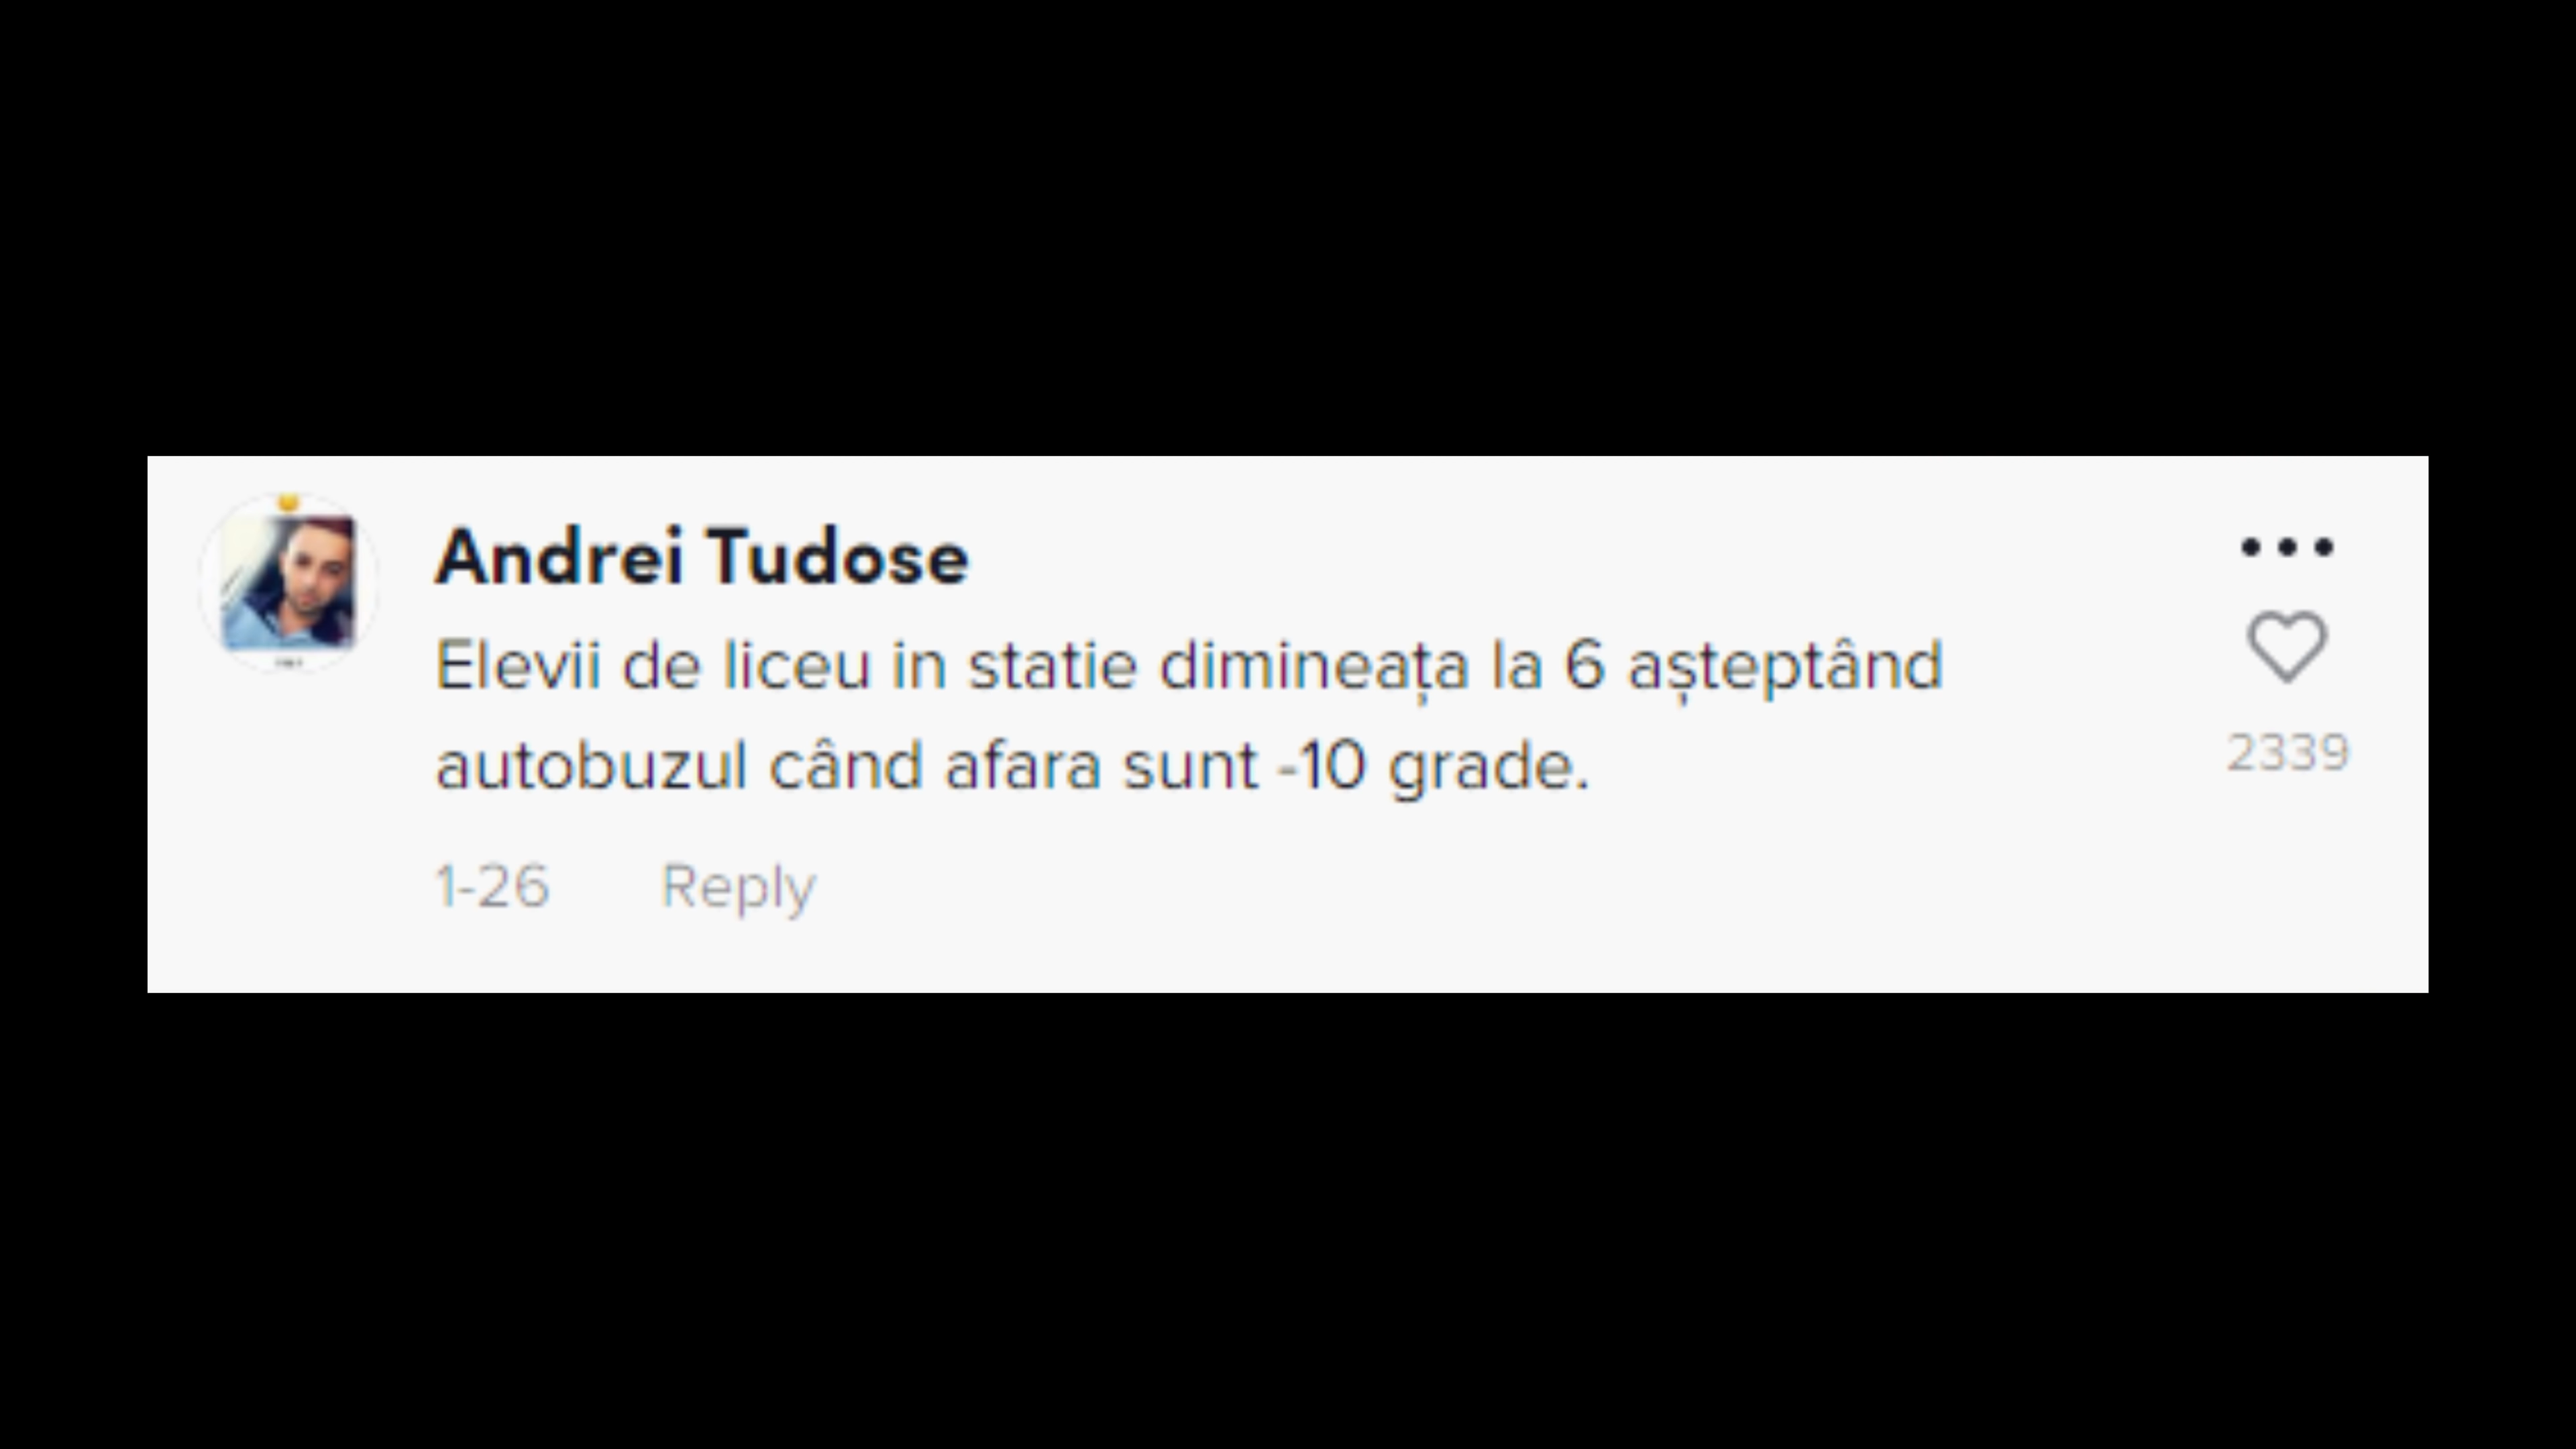 Andrei Tudose
Elevii de liceu in statie dimineața la 6 așteptând
autobuzul când afara sunt -10 grade.
2339
1-26 Reply